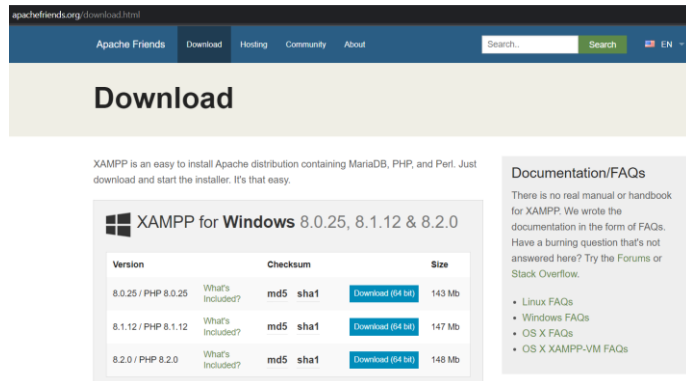 apachefriends.org/download.html
Apache Friends Download Hosting Community About Search.. Search EN
Download
XAMPP is an easy to install Apache distribution containing MariaDB, PHP, and Perl. Just
download and start the installer. It's that easy.
XAMPP for Windows 8.0.25, 8.1.12 & 8.2.0
Version Checksum Size
8.0.25 / PHP 8.0.25 What's Included? md5 sha1 Download (64 bit) 143 Mb
8.1.12 / PHP 8.1.12 What's Included? md5 sha1 Download (64 bit) 147 Mb
8.2.0 / PHP 8.2.0 What's Included? md5 sha1 Download (64 bit) 148 Mb
Documentation/FAQs
There is no real manual or handbook
for XAMPP. We wrote the
documentation in the form of FAQs.
Have a burning question that's not
answered here? Try the Forums or
Stack Overflow.
• Linux FAQs
• Windows FAQs
• OS X FAQs
• OS X XAMPP-VM FAQs